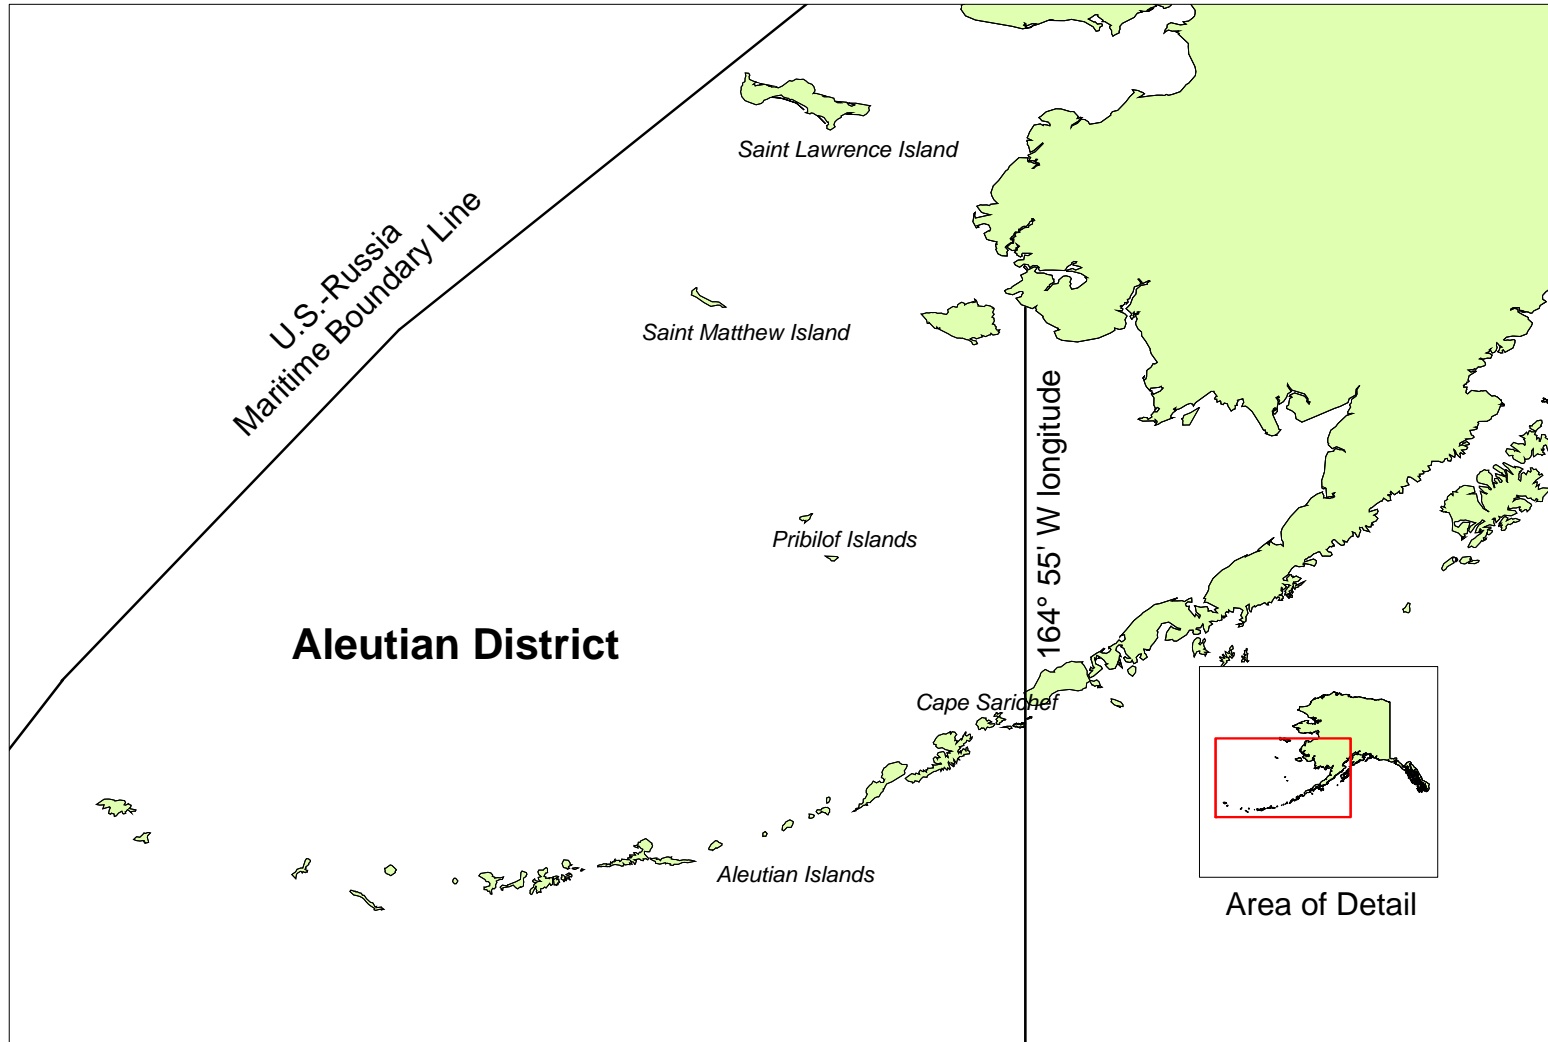 Saint Lawrence Island
U.S.-Russia
Maritime Boundary Line
Saint Matthew Island
164° 55' W longitude
Pribilof Islands
Aleutian District
Cape Sarichef
Aleutian Islands
Area of Detail